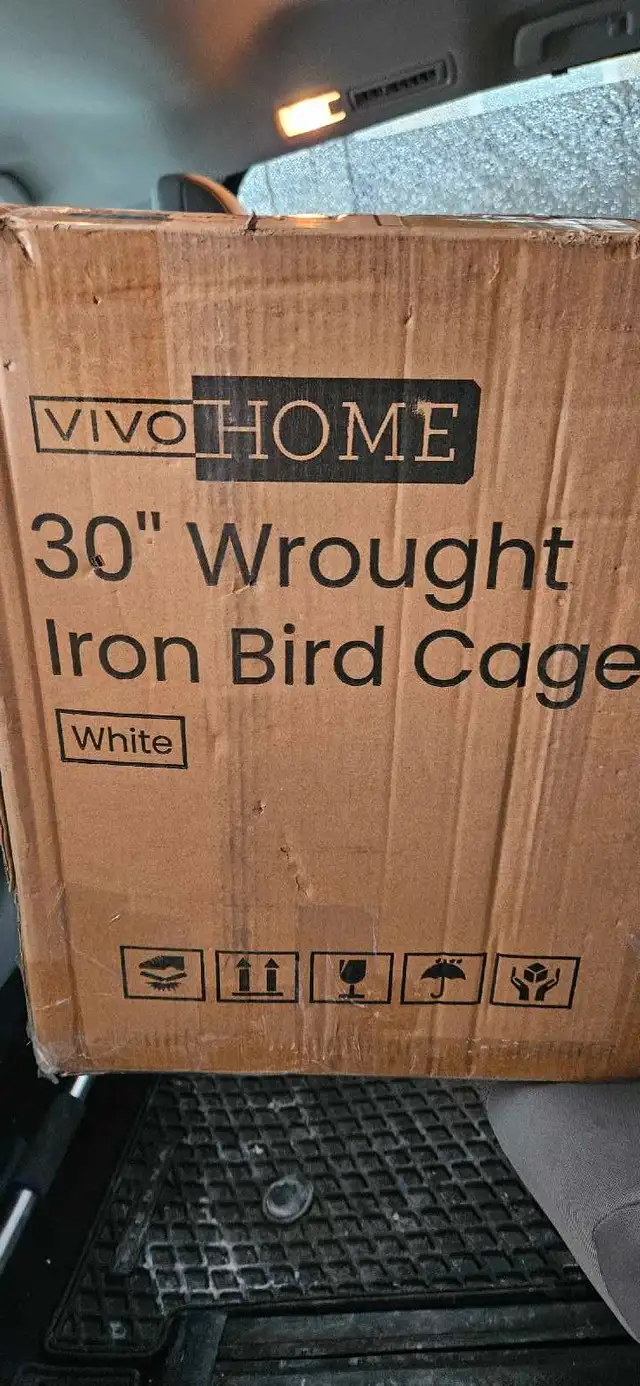 VIVO HOME
30" Wrought
Iron Bird Cage
White